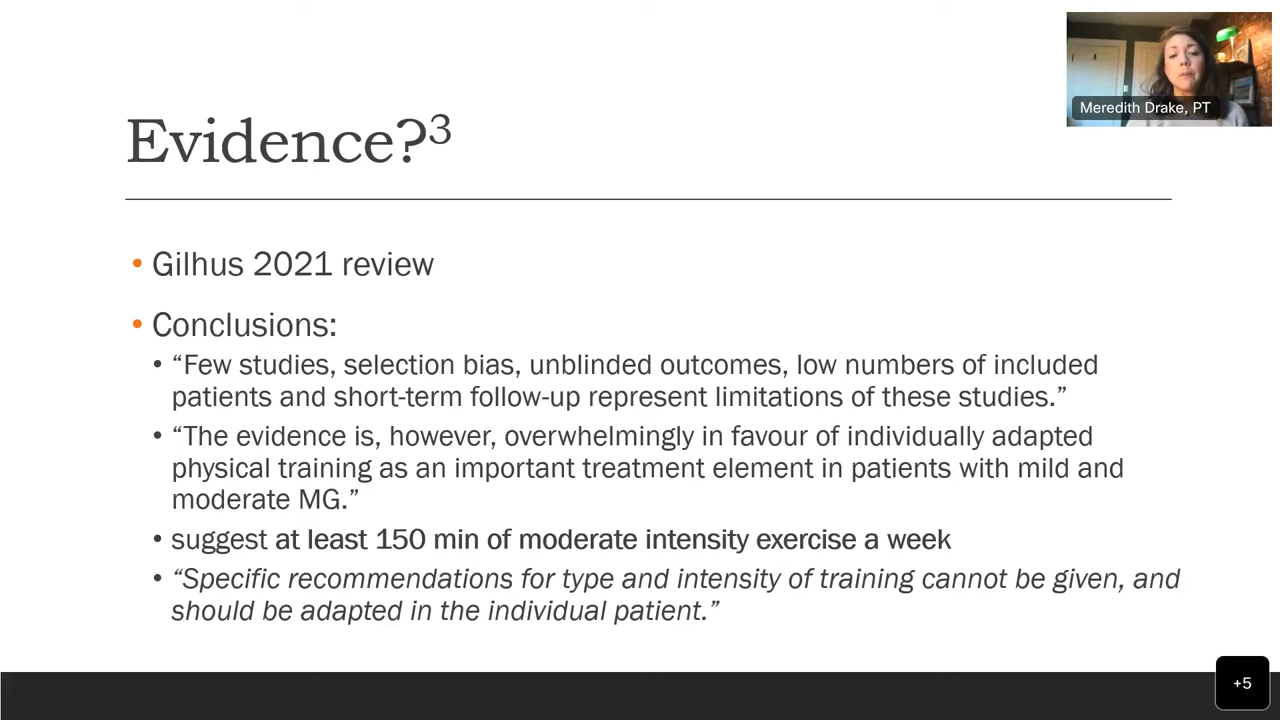 Meredith Drake, PT
Evidence?³
• Gilhus 2021 review
• Conclusions:
• “Few studies, selection bias, unblinded outcomes, low numbers of included
patients and short-term follow-up represent limitations of these studies.”
• “The evidence is, however, overwhelmingly in favour of individually adapted
physical training as an important treatment element in patients with mild and
moderate MG.”
• suggest at least 150 min of moderate intensity exercise a week
• “Specific recommendations for type and intensity of training cannot be given, and
should be adapted in the individual patient.”
+5